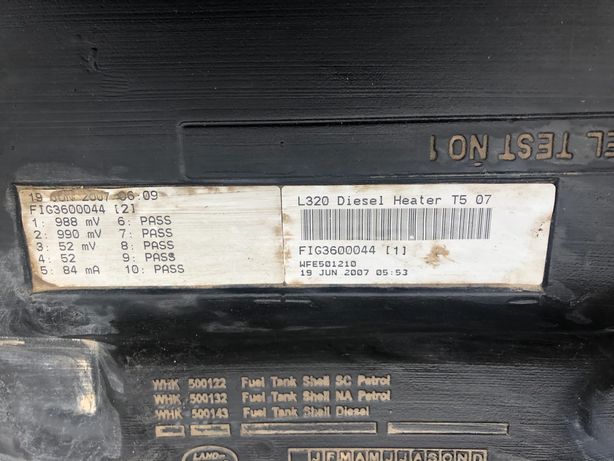 EL TEST NO 1
19 JUN 2007 06:09
FIG3600044 [2]
1: 988 mV 6: PASS
2: 990 mV 7: PASS
3: 52 mV 8: PASS
4: 52 9: PASS
5: 84 mA 10: PASS
L320 Diesel Heater T5 07
FIG3600044 [1]
WFE501210
19 JUN 2007 05:53
WHK 500122 Fuel Tank Shell SC Petrol
WHK 500132 Fuel Tank Shell NA Petrol
WHK 500143 Fuel Tank Shell Diesel
LAND
J F M A M J J A S O N D